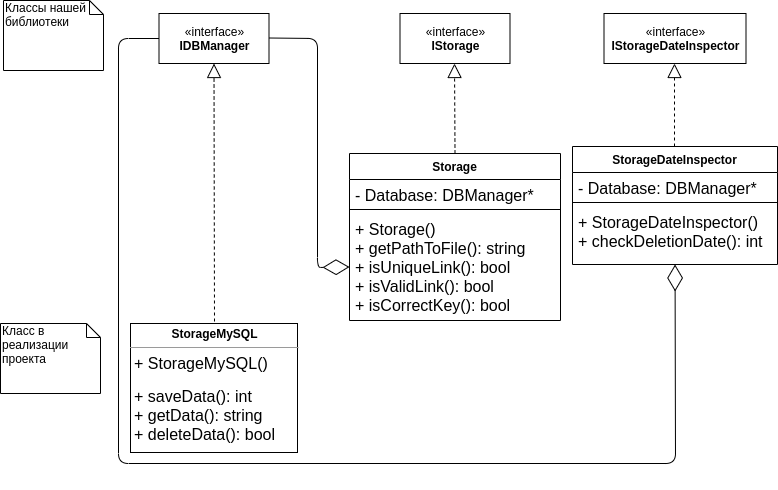 Классы нашей
библиотеки
«interface»
IDBManager
«interface»
IStorage
«interface»
IStorageDateInspector
Storage
- Database: DBManager*
+ Storage()
+ getPathToFile(): string
+ isUniqueLink(): bool
+ isValidLink(): bool
+ isCorrectKey(): bool
StorageDateInspector
- Database: DBManager*
+ StorageDateInspector()
+ checkDeletionDate(): int
Класс в
реализации
проекта
StorageMySQL
+ StorageMySQL()
+ saveData(): int
+ getData(): string
+ deleteData(): bool